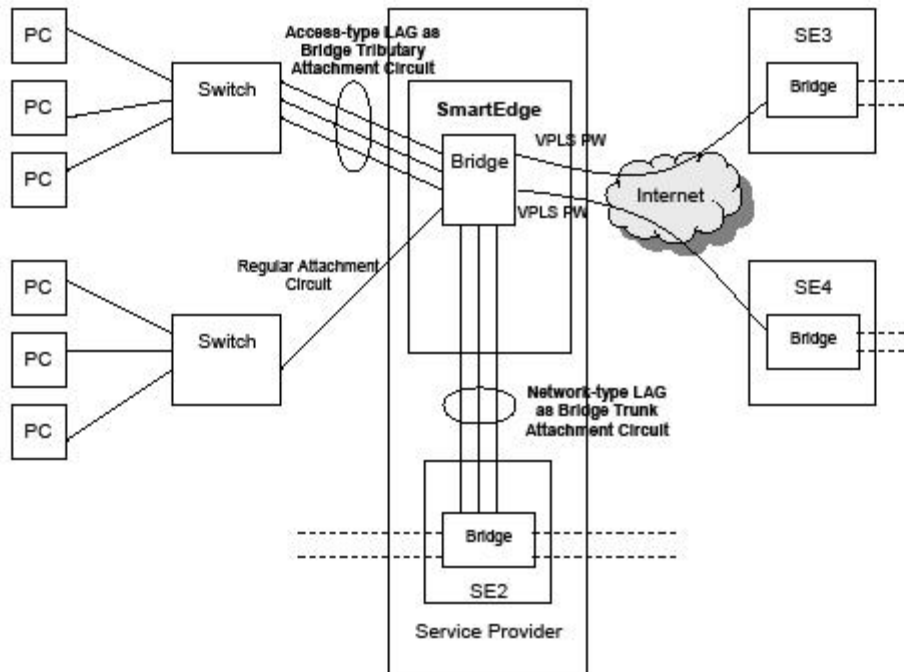 PC
PC
PC
Switch
Access-type LAG as
Bridge Tributary
Attachment Circuit
SmartEdge
Bridge
VPLS PW
VPLS PW
Internet
SE3
Bridge
PC
PC
PC
Switch
Regular Attachment
Circuit
SE4
Bridge
Network-type LAG
as Bridge Trunk
Attachment Circuit
Bridge
SE2
Service Provider